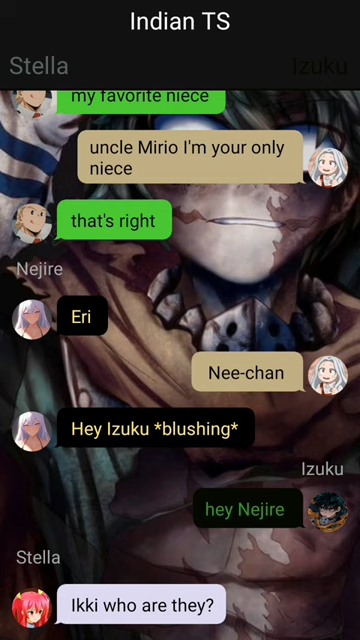 Indian TS
Stella
Izuku
my favorite niece
uncle Mirio I'm your only
niece
that's right
Nejire
Eri
Nee-chan
Hey Izuku *blushing*
Izuku
hey Nejire
Stella
Ikki who are they?